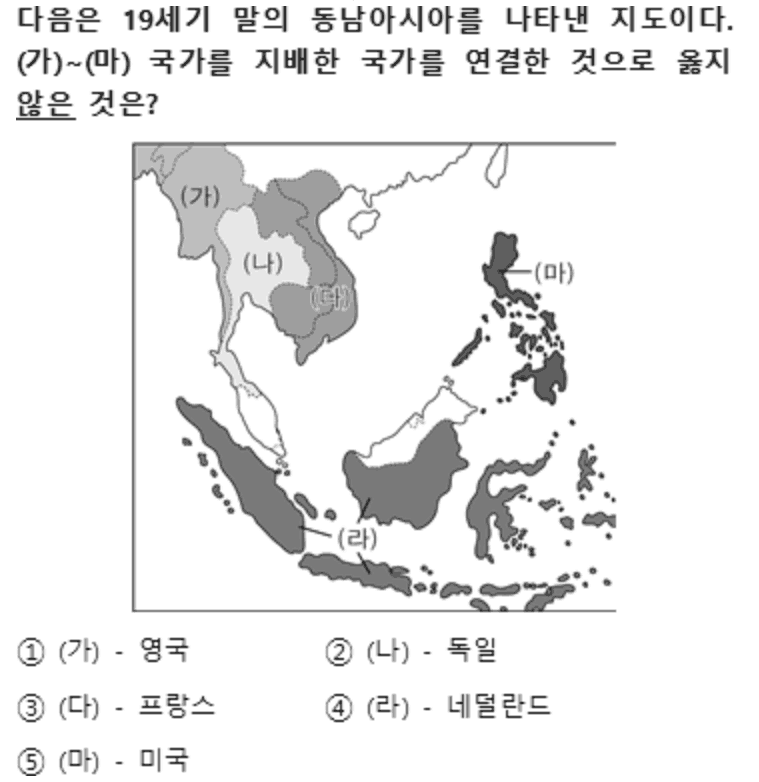 다음은 19세기 말의 동남아시아를 나타낸 지도이다.
(가)~(마) 국가를 지배한 국가를 연결한 것으로 옳지
않은 것은?
(가)
(나)
(마)
(다)
(라)
① (가) - 영국 ② (나) - 독일
③ (다) - 프랑스 ④ (라) - 네덜란드
⑤ (마) - 미국